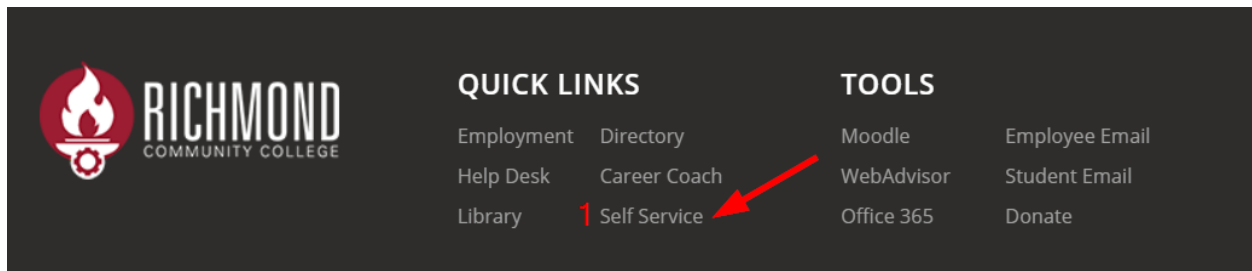 RICHMOND
COMMUNITY COLLEGE
QUICK LINKS
Employment
Directory
Help Desk
Career Coach
Library
1 Self Service
TOOLS
Moodle
Employee Email
WebAdvisor
Student Email
Office 365
Donate